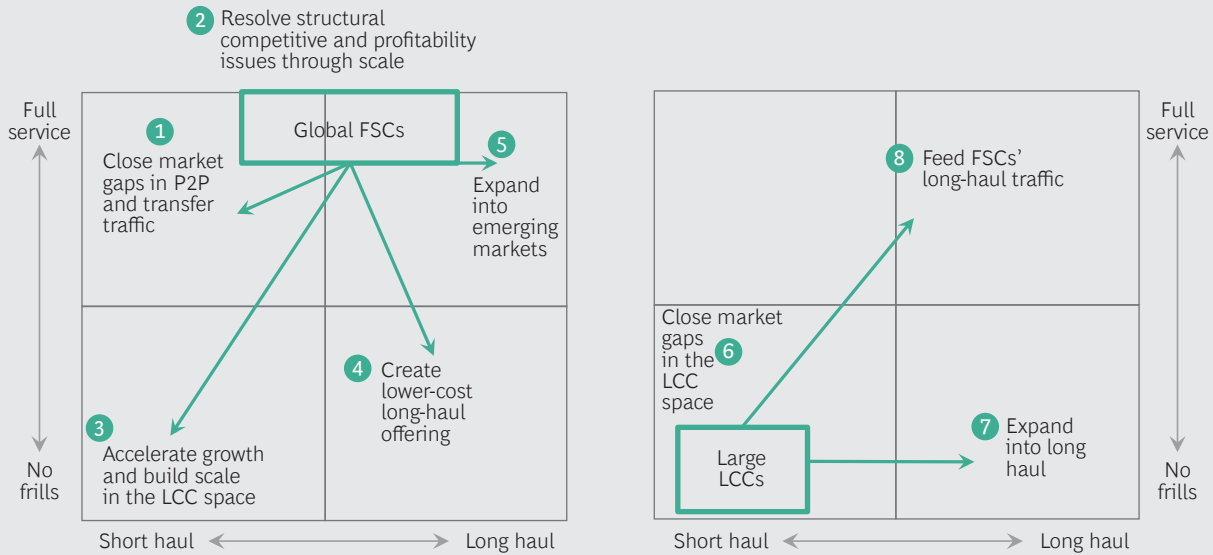 2 Resolve structural
competitive and profitability
issues through scale
Full
service
No
frills
Short haul
Long haul
Global FSCs
1
Close market
gaps in P2P
and transfer
traffic
5
Expand
into
emerging
markets
3
Accelerate growth
and build scale
in the LCC space
4 Create
lower-cost
long-haul
offering
8 Feed FSCs’
long-haul traffic
Close market
gaps
in the
LCC
space
6
Large
LCCs
7 Expand
into long
haul
Full
service
No
frills
Short haul
Long haul